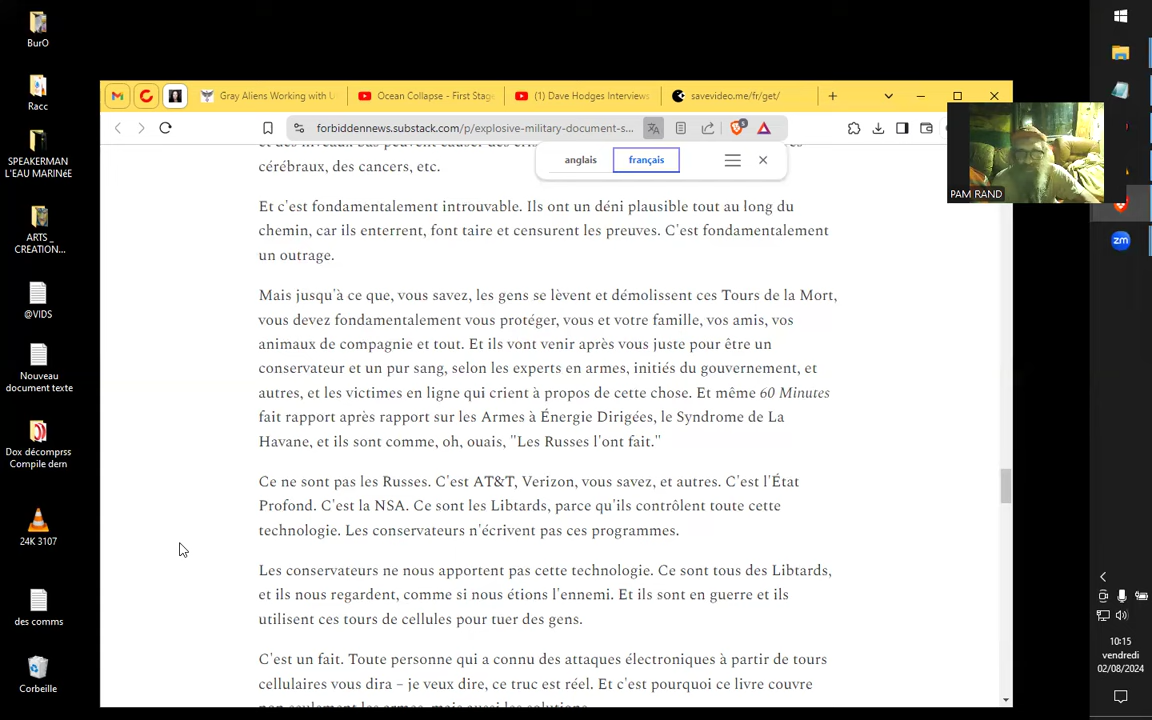 BurO
Racc
SPEAKERMAN
L'EAU MARINéE
ARTS _
CREATION...
@VIDS
Nouveau
document texte
Dox décomprss
Compile dern
24K 3107
des comms
Corbeille
Gray Aliens Working with U
Ocean Collapse - First Stag
(1) Dave Hodges Interviews
savevideo.me/fr/get/
forbiddennews.substack.com/p/explosive-military-document-s...
5
anglais
français
PAM RAND
zm
cérébraux, des cancers, etc.
Et c'est fondamentalement introuvable. Ils ont un déni plausible tout au long du
chemin, car ils enterrent, font taire et censurent les preuves. C'est fondamentalement
un outrage.
Mais jusqu'à ce que, vous savez, les gens se lèvent et démolissent ces Tours de la Mort,
vous devez fondamentalement vous protéger, vous et votre famille, vos amis, vos
animaux de compagnie et tout. Et ils vont venir après vous juste pour être un
conservateur et un pur sang, selon les experts en armes, initiés du gouvernement, et
autres, et les victimes en ligne qui crient à propos de cette chose. Et même 60 Minutes
fait rapport après rapport sur les Armes à Énergie Dirigées, le Syndrome de La
Havane, et ils sont comme, oh, ouais, "Les Russes l'ont fait."
Ce ne sont pas les Russes. C'est AT&T, Verizon, vous savez, et autres. C'est l'État
Profond. C'est la NSA. Ce sont les Libtards, parce qu'ils contrôlent toute cette
technologie. Les conservateurs n'écrivent pas ces programmes.
Les conservateurs ne nous apportent pas cette technologie. Ce sont tous des Libtards,
et ils nous regardent, comme si nous étions l'ennemi. Et ils sont en guerre et ils
utilisent ces tours de cellules pour tuer des gens.
C'est un fait. Toute personne qui a connu des attaques électroniques à partir de tours
cellulaires vous dira – je veux dire, ce truc est réel. Et c'est pourquoi ce livre couvre
10:15
vendredi
02/08/2024